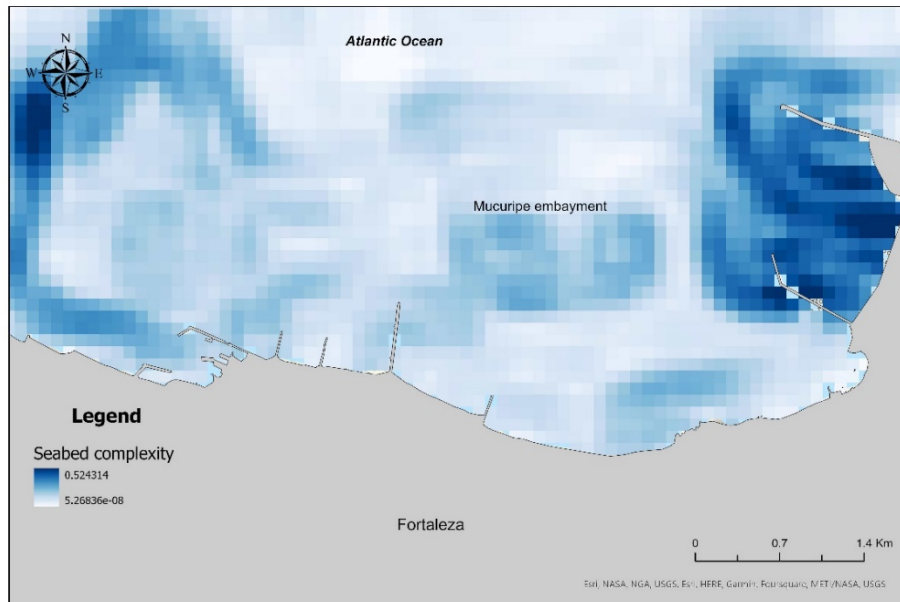 Atlantic Ocean
N
W E
S
Mucuripe embayment
Legend
Seabed complexity
0.524314
5.26836e-08
Fortaleza
0 0.7 1.4 Km
Esri, NASA, NGA, USGS, Esri, HERE, Garmin, Foursquare, METI/NASA, USGS